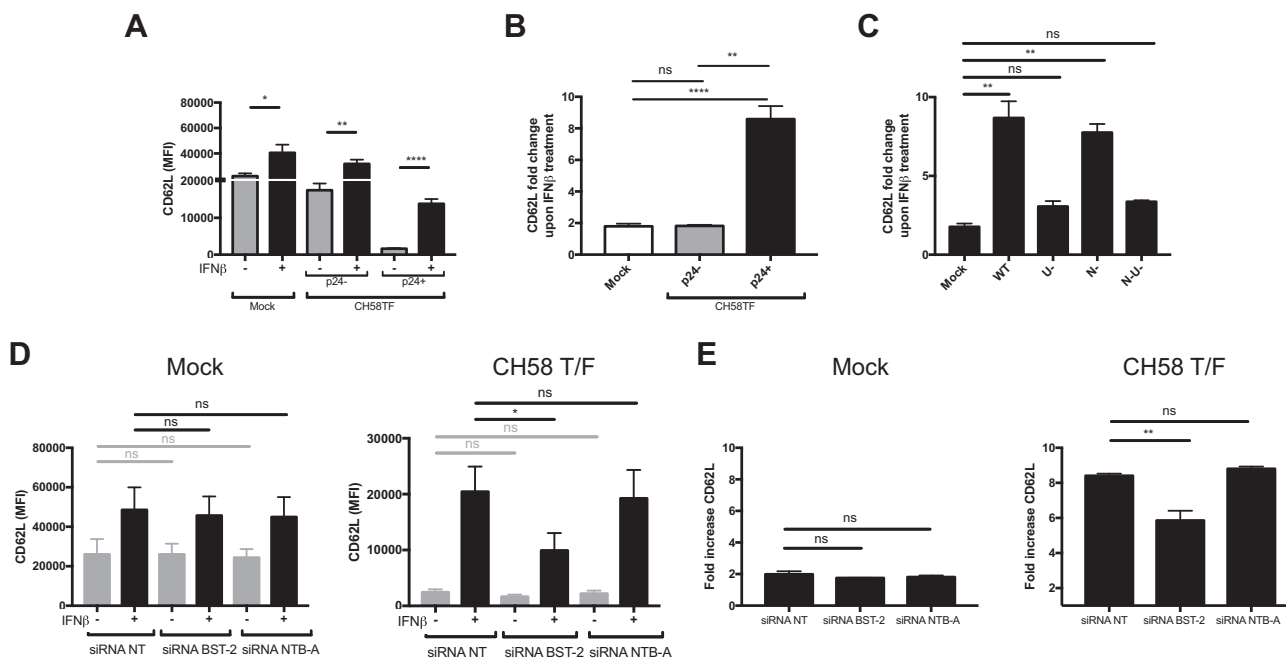 A
CD62L (MFI)
80000
60000
40000
20000
10000
0
*
**
****
IFNβ
- + - + - +
p24- p24+
Mock CH58TF
B
CD62L fold change
upon IFNβ treatment
10
8
6
4
2
0
**
ns
****
Mock p24- p24+
CH58TF
C
CD62L fold change
upon IFNβ treatment
10
5
0
ns
**
ns
**
Mock WT U- N- N-U-
D
Mock
CD62L (MFI)
80000
60000
40000
20000
0
ns
ns
ns
ns
IFNβ - + - + - +
siRNA NT siRNA BST-2 siRNA NTB-A
CH58 T/F
CD62L (MFI)
30000
20000
10000
0
ns
*
ns
ns
IFNβ - + - + - +
siRNA NT siRNA BST-2 siRNA NTB-A
E
Mock
Fold increase CD62L
10
8
6
4
2
0
ns
ns
siRNA NT siRNA BST-2 siRNA NTB-A
CH58 T/F
Fold increase CD62L
10
8
6
4
2
0
ns
**
siRNA NT siRNA BST-2 siRNA NTB-A